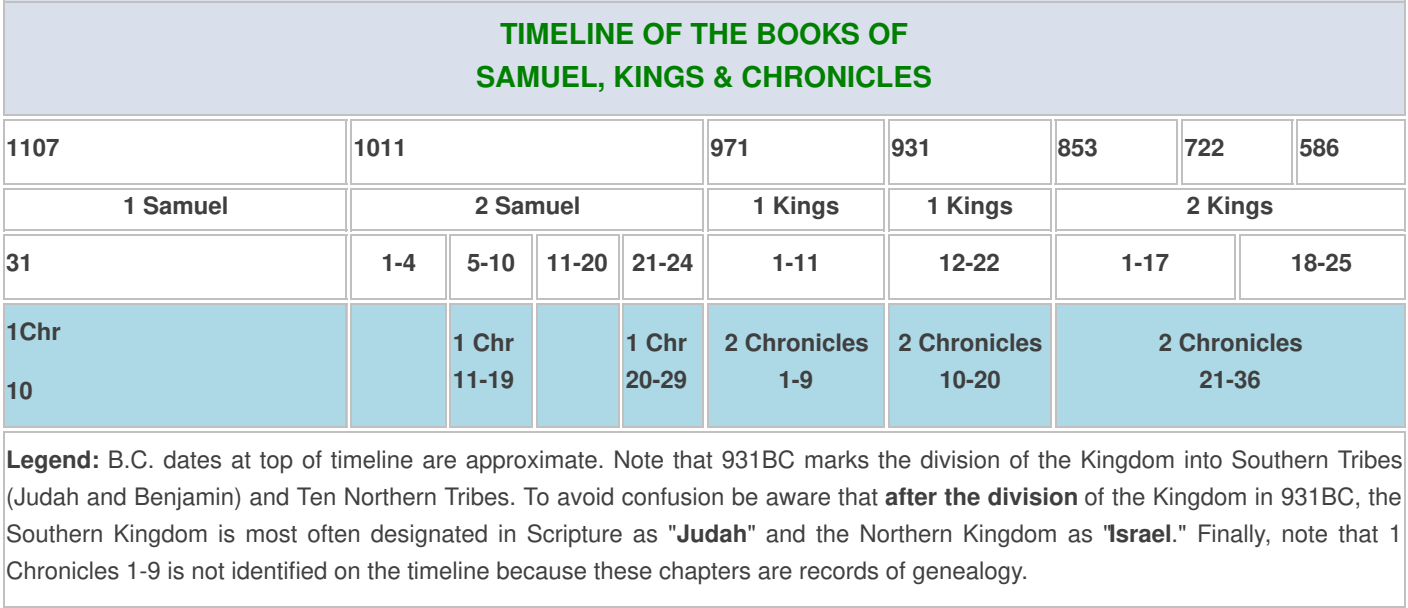 TIMELINE OF THE BOOKS OF
SAMUEL, KINGS & CHRONICLES
1107 1011 971 931 853 722 586
1 Samuel 2 Samuel 1 Kings 1 Kings 2 Kings
31 1-4 5-10 11-20 21-24 1-11 12-22 1-17 18-25
1Chr
10
1 Chr
11-19
1 Chr
20-29
2 Chronicles
1-9
2 Chronicles
10-20
2 Chronicles
21-36
Legend: B.C. dates at top of timeline are approximate. Note that 931BC marks the division of the Kingdom into Southern Tribes
(Judah and Benjamin) and Ten Northern Tribes. To avoid confusion be aware that after the division of the Kingdom in 931BC, the
Southern Kingdom is most often designated in Scripture as "Judah" and the Northern Kingdom as "Israel." Finally, note that 1
Chronicles 1-9 is not identified on the timeline because these chapters are records of genealogy.